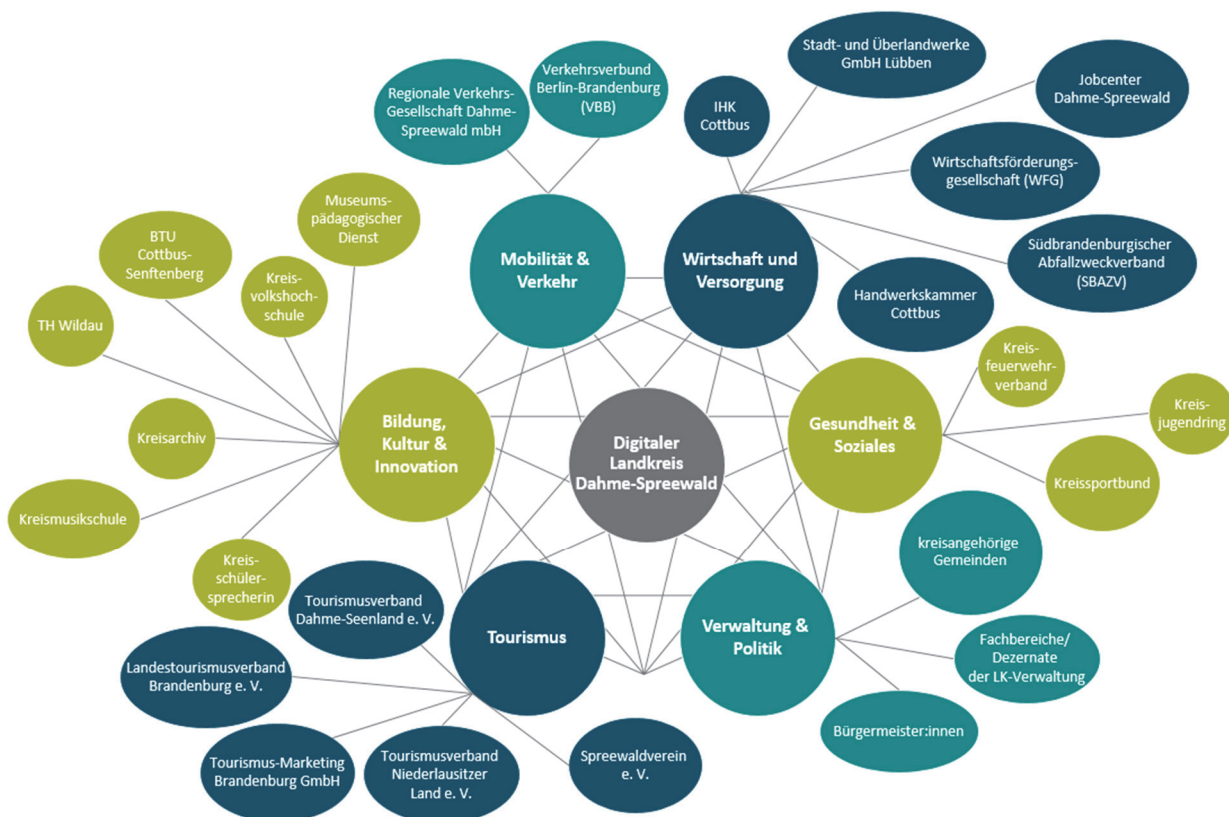 Stadt- und Überlandwerke
GmbH Lübben
Verkehrsverbund
Berlin-Brandenburg
(VBB)
Regionale Verkehrs-
Gesellschaft Dahme-
Spreewald mbH
IHK
Cottbus
Jobcenter
Dahme-Spreewald
Wirtschaftsförderungs-
gesellschaft (WFG)
Museums-
pädagogischer
Dienst
BTU
Cottbus-
Senftenberg
Kreis-
volkshoch-
schule
Mobilität &
Verkehr
Wirtschaft und
Versorgung
Südbrandenburgischer
Abfallzweckverband
(SBAZV)
Handwerkskammer
Cottbus
TH Wildau
Kreis-
feuerwehr-
verband
Kreis-
jugendring
Kreisarchiv
Bildung,
Kultur &
Innovation
Digitaler
Landkreis
Dahme-Spreewald
Gesundheit &
Soziales
Kreissportbund
Kreismusikschule
Kreis-
schüler-
sprecherin
kreisangehörige
Gemeinden
Tourismusverband
Dahme-Seenland e. V.
Tourismus
Verwaltung &
Politik
Fachbereiche/
Dezernate
der LK-Verwaltung
Landestourismusverband
Brandenburg e. V.
Bürgermeister:innen
Tourismus-Marketing
Brandenburg GmbH
Tourismusverband
Niederlausitzer
Land e. V.
Spreewaldverein
e. V.